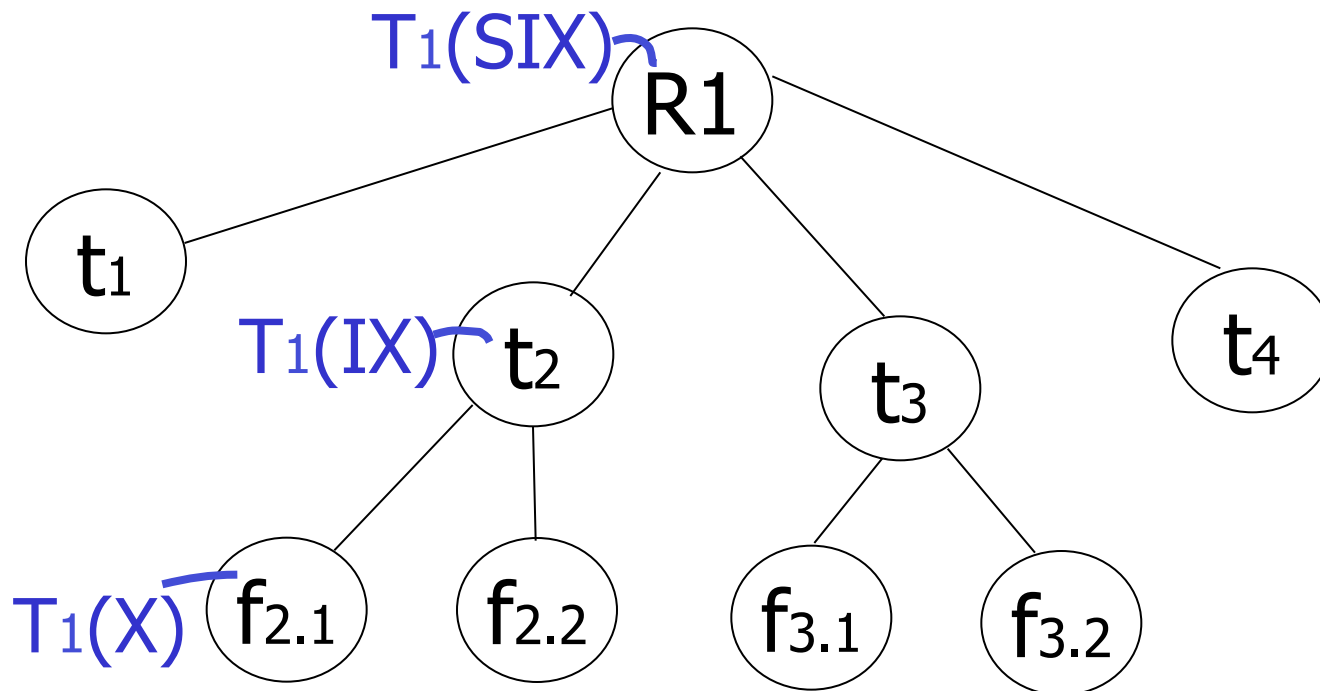 T1(SIX)
R1
t1
T1(IX)
t2
t3
t4
T1(X)
f2.1
f2.2
f3.1
f3.2